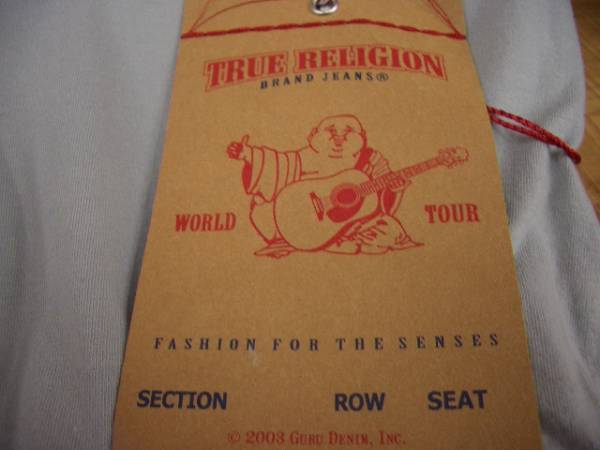 TRUE RELIGION
BRAND JEANS®
WORLD TOUR
FASHION FOR THE SENSES
SECTION ROW SEAT
© 2003 GURU DENIM, INC.